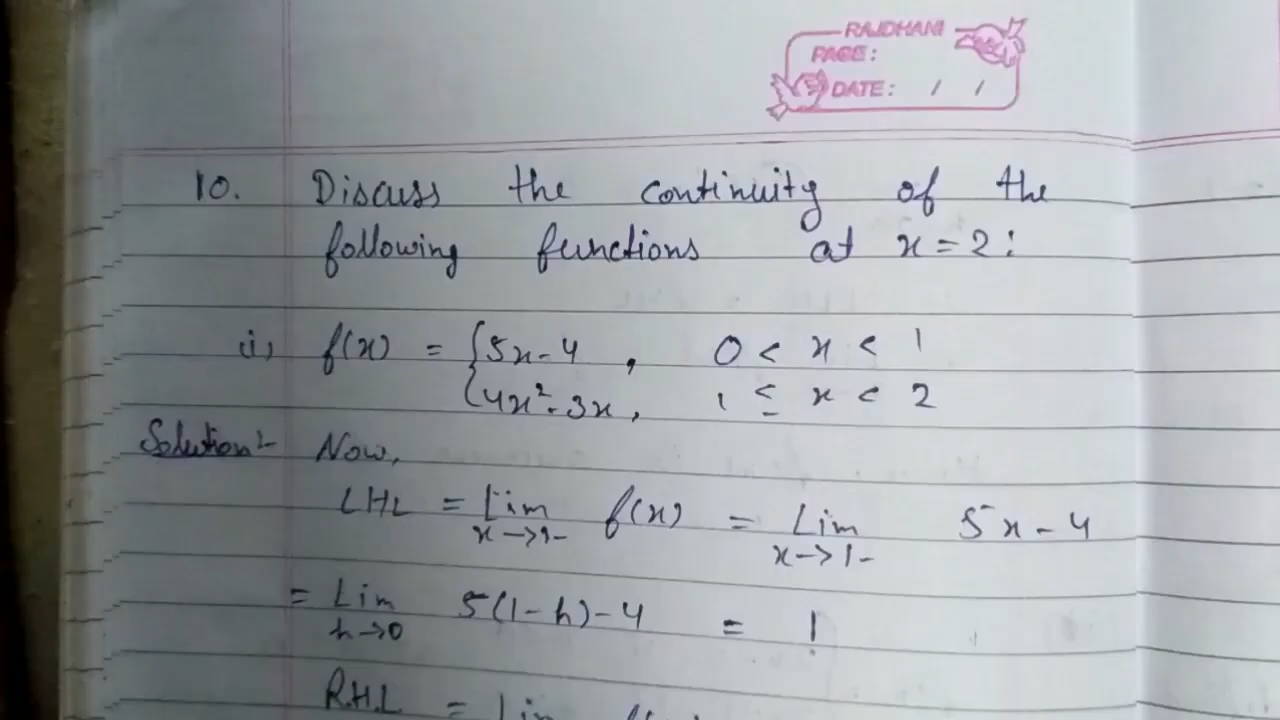 RAJDHANI
PAGE:
DATE: / /
10. Discuss the continuity of the
following functions at x = 2:
(i) f(x) = {5x - 4 , 0 < x < 1
{4x² - 3x, 1 ≤ x < 2
Solution:- Now,
LHL = Lim f(x) = Lim 5x - 4
x->1- x->1-
= Lim 5(1-h)-4 = 1
h->0
R.H.L = Lim